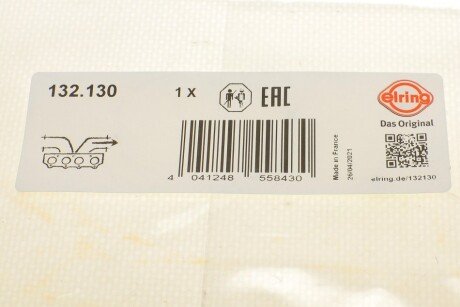 132.130
1 X
EAC
elring
Das Original
4 041248 558430
Made in France
26/04/2021
elring.de/132130